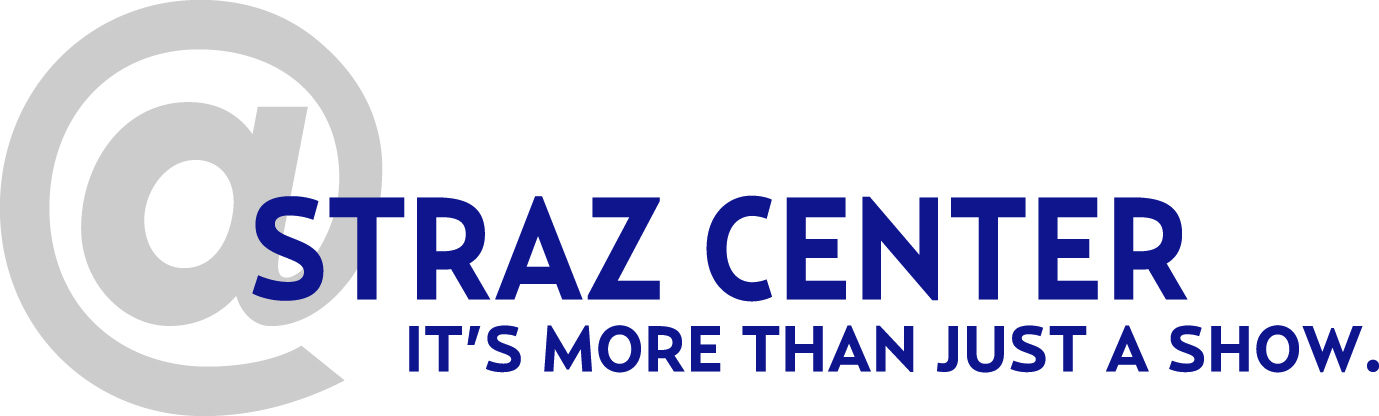 @STRAZ CENTER
IT'S MORE THAN JUST A SHOW.